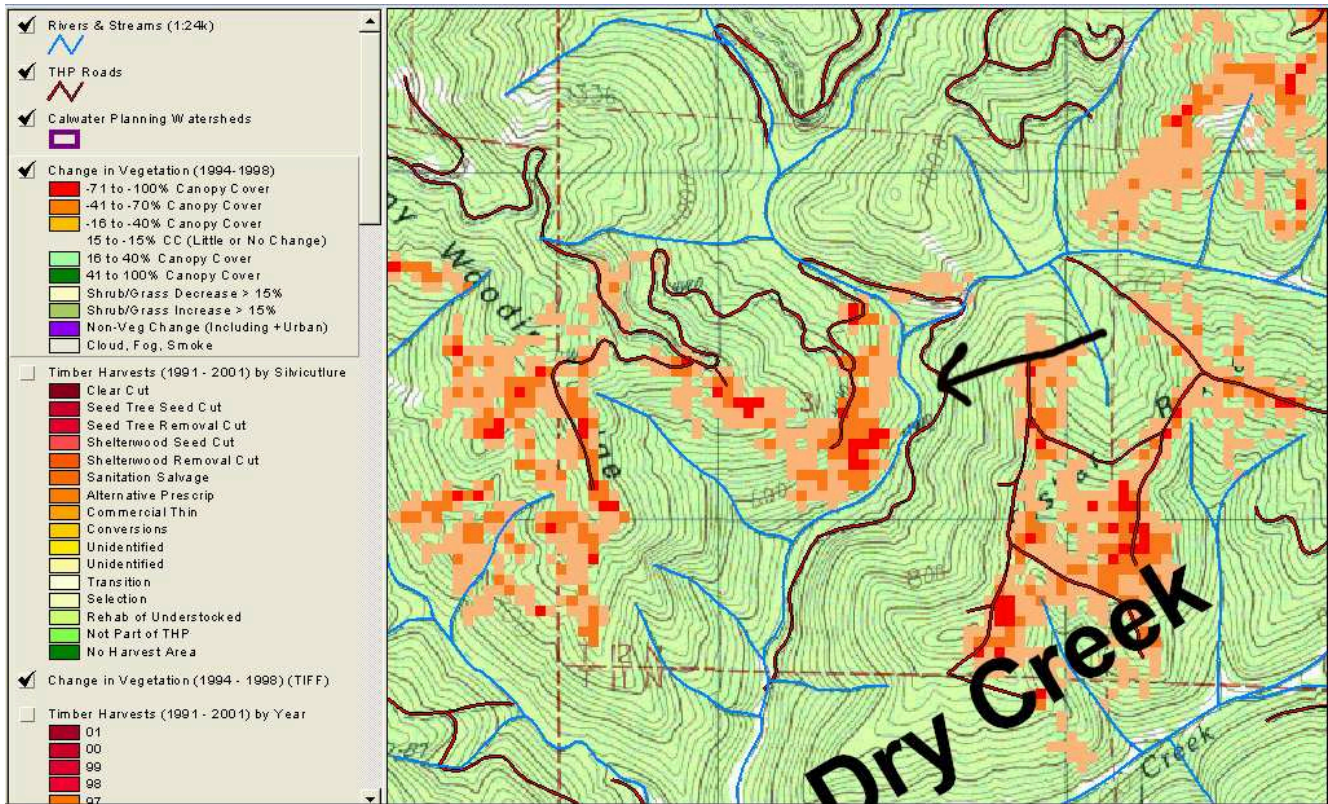 Rivers & Streams (1:24k)
THP Roads
Calwater Planning Watersheds
Change in Vegetation (1994-1998)
-71 to -100% Canopy Cover
-41 to -70% Canopy Cover
-16 to -40% Canopy Cover
15 to -15% CC (Little or No Change)
16 to 40% Canopy Cover
41 to 100% Canopy Cover
Shrub/Grass Decrease > 15%
Shrub/Grass Increase > 15%
Non-Veg Change (Including +Urban)
Cloud, Fog, Smoke
Timber Harvests (1991 - 2001) by Silvicutlure
Clear Cut
Seed Tree Seed Cut
Seed Tree Removal Cut
Shelterwood Seed Cut
Shelterwood Removal Cut
Sanitation Salvage
Alternative Prescrip
Commercial Thin
Conversions
Unidentified
Unidentified
Transition
Selection
Rehab of Understocked
Not Part of THP
No Harvest Area
Change in Vegetation (1994 - 1998) (TIFF)
Timber Harvests (1991 - 2001) by Year
01
00
99
98
97
336
600
800
T 12 N
T 11 N
Dry Creek
Creek